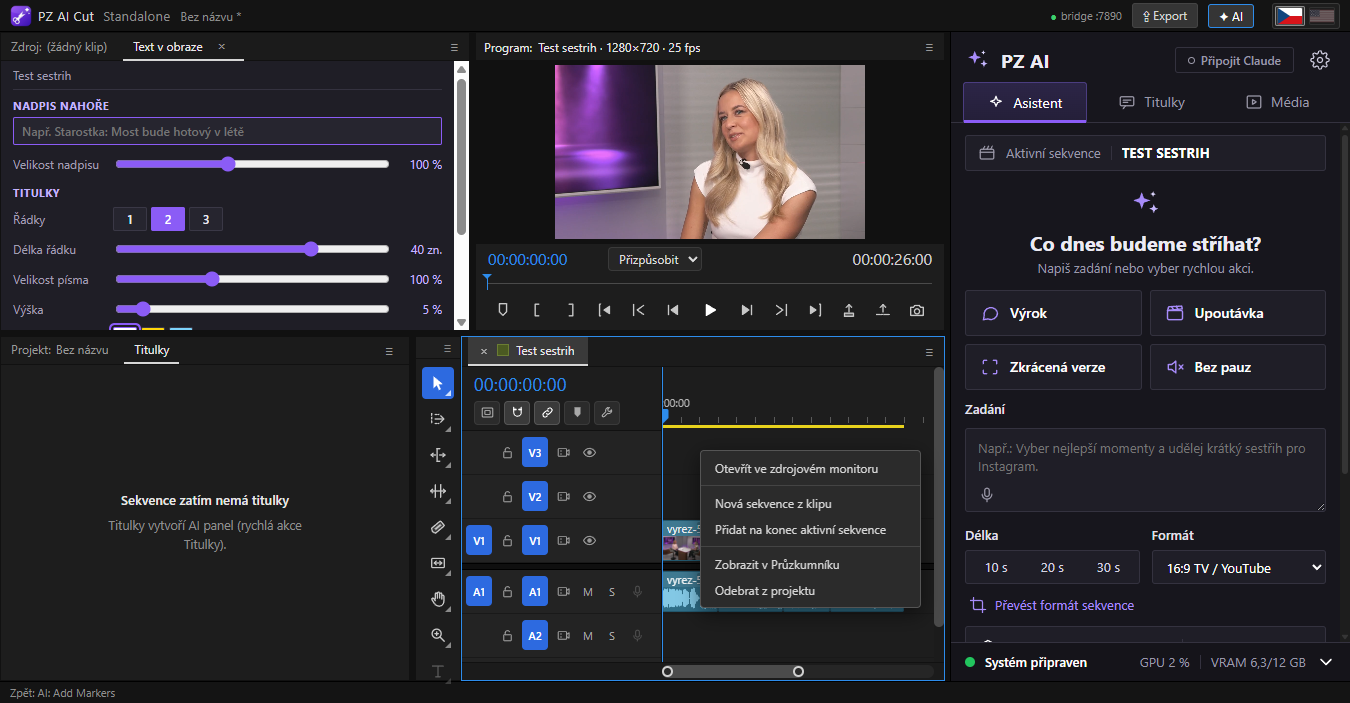 PZ AI Cut Standalone Bez názvu *
bridge :7890 Export AI
Zdroj: (žádný klip) Text v obraze ×
Test sestrih
NADPIS NAHOŘE
Např. Starostka: Most bude hotový v létě
Velikost nadpisu 100 %
TITULKY
Řádky 1 2 3
Délka řádku 40 zn.
Velikost písma 100 %
Výška 5 %
Program: Test sestrih · 1280×720 · 25 fps
00:00:00:00 Přizpůsobit 00:00:26:00
Projekt: Bez názvu Titulky
Sekvence zatím nemá titulky
Titulky vytvoří AI panel (rychlá akce
Titulky).
× Test sestrih
00:00:00:00
:00:00
V3
V2
V1 V1
A1 A1 M S
A2 M S
vyrez-5
vyrez-5
Otevřít ve zdrojovém monitoru
Nová sekvence z klipu
Přidat na konec aktivní sekvence
Zobrazit v Průzkumníku
Odebrat z projektu
PZ AI Připojit Claude
Asistent Titulky Média
Aktivní sekvence TEST SESTRIH
Co dnes budeme stříhat?
Napiš zadání nebo vyber rychlou akci.
Výrok Upoutávka
Zkrácená verze Bez pauz
Zadání
Např.: Vyber nejlepší momenty a udělej krátký sestřih pro
Instagram.
Délka Formát
10 s 20 s 30 s 16:9 TV / YouTube
Převést formát sekvence
Systém připraven GPU 2 % VRAM 6,3/12 GB
Zpět: AI: Add Markers